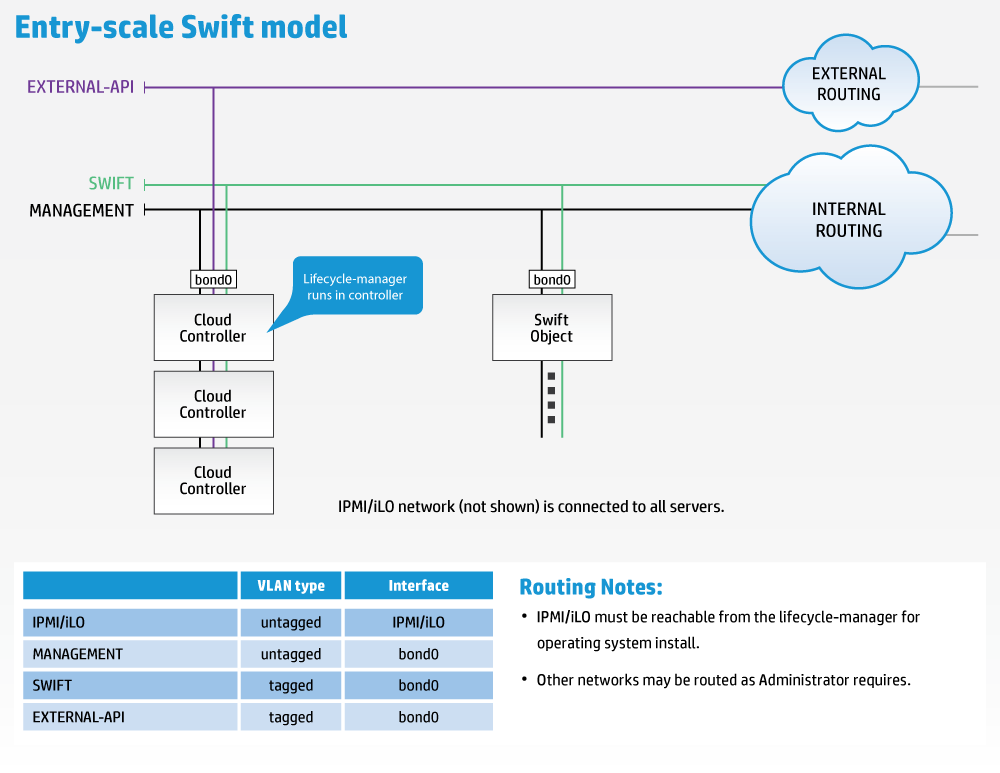 Entry-scale Swift model
EXTERNAL-API
EXTERNAL
ROUTING
SWIFT
MANAGEMENT
INTERNAL
ROUTING
bond0
Lifecycle-manager
runs in controller
bond0
Cloud
Controller
Swift
Object
Cloud
Controller
Cloud
Controller
IPMI/iLO network (not shown) is connected to all servers.
VLAN type Interface
IPMI/iLO untagged IPMI/iLO
MANAGEMENT untagged bond0
SWIFT tagged bond0
EXTERNAL-API tagged bond0
Routing Notes:
• IPMI/iLO must be reachable from the lifecycle-manager for
operating system install.
• Other networks may be routed as Administrator requires.